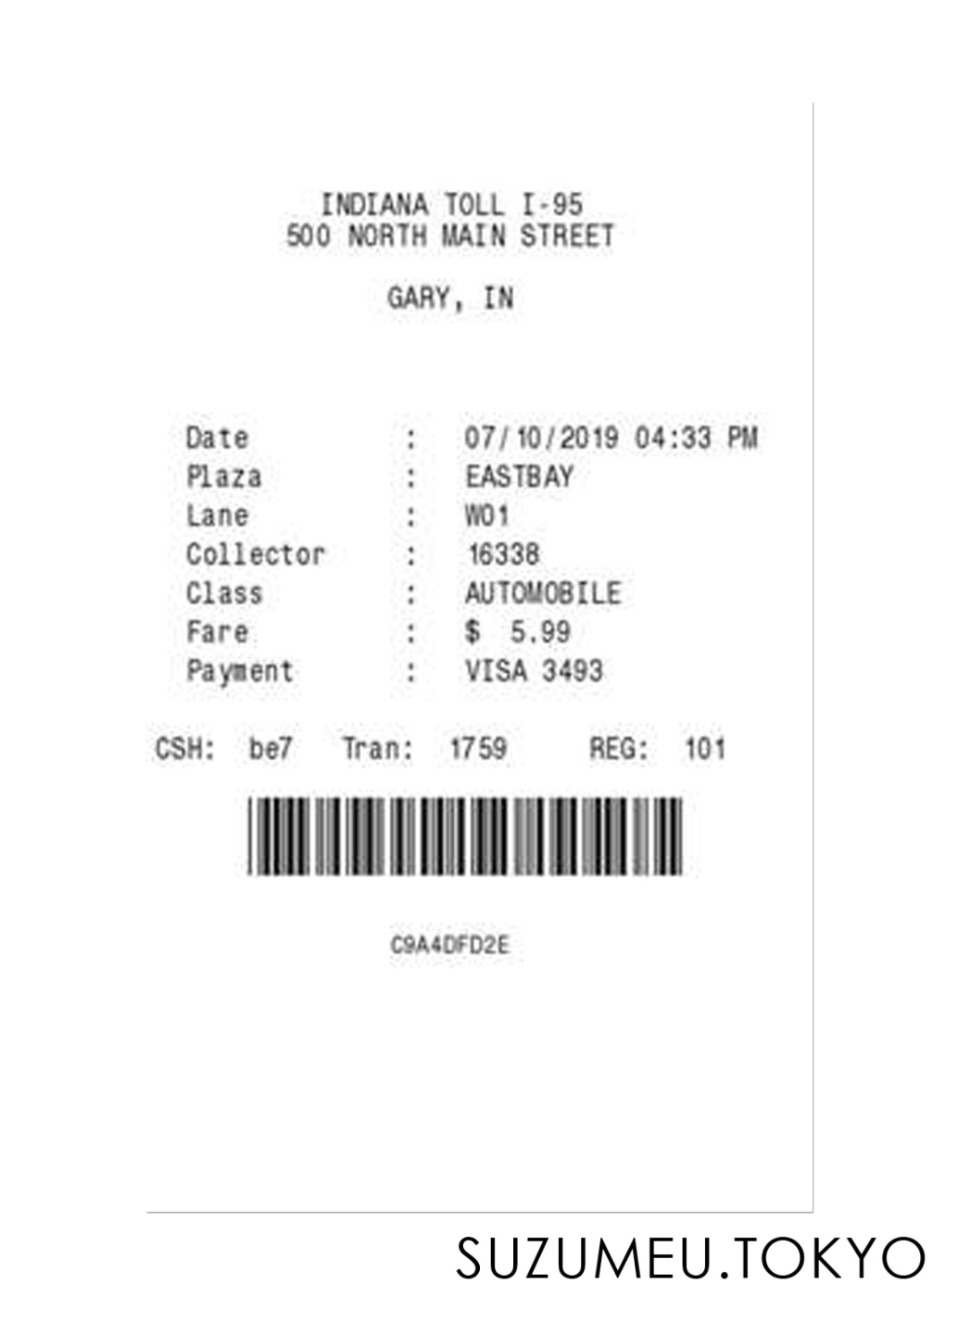 INDIANA TOLL I-95
500 NORTH MAIN STREET
GARY, IN
Date : 07/10/2019 04:33 PM
Plaza : EASTBAY
Lane : W01
Collector : 16338
Class : AUTOMOBILE
Fare : $ 5.99
Payment : VISA 3493
CSH: be7 Tran: 1759 REG: 101
C9A4DFD2E
SUZUMEU.TOKYO